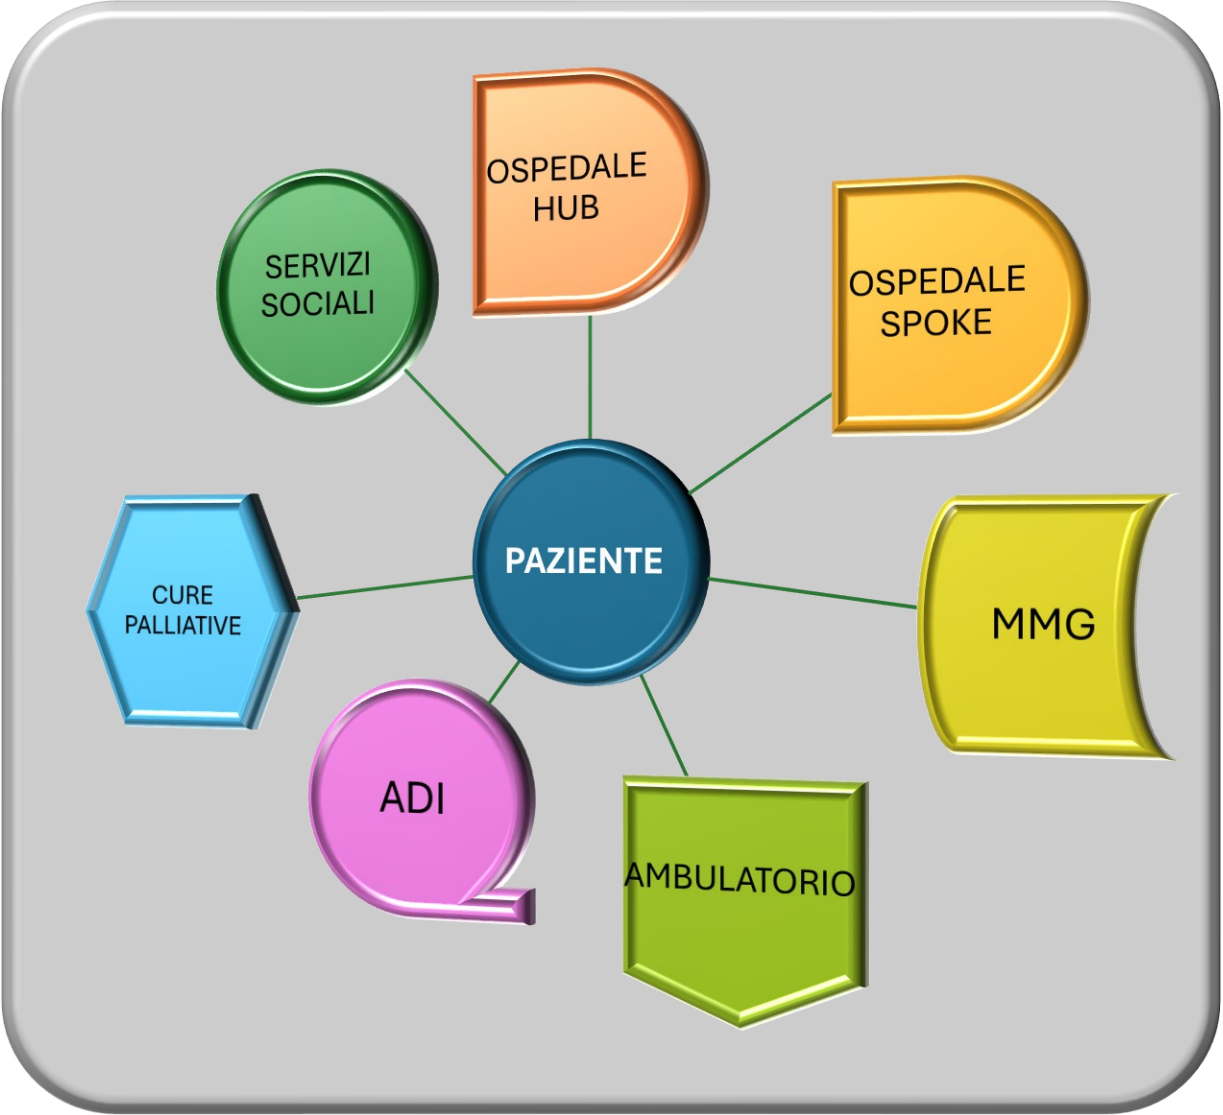 OSPEDALE
HUB
SERVIZI
SOCIALI
OSPEDALE
SPOKE
PAZIENTE
CURE
PALLIATIVE
MMG
ADI
AMBULATORIO